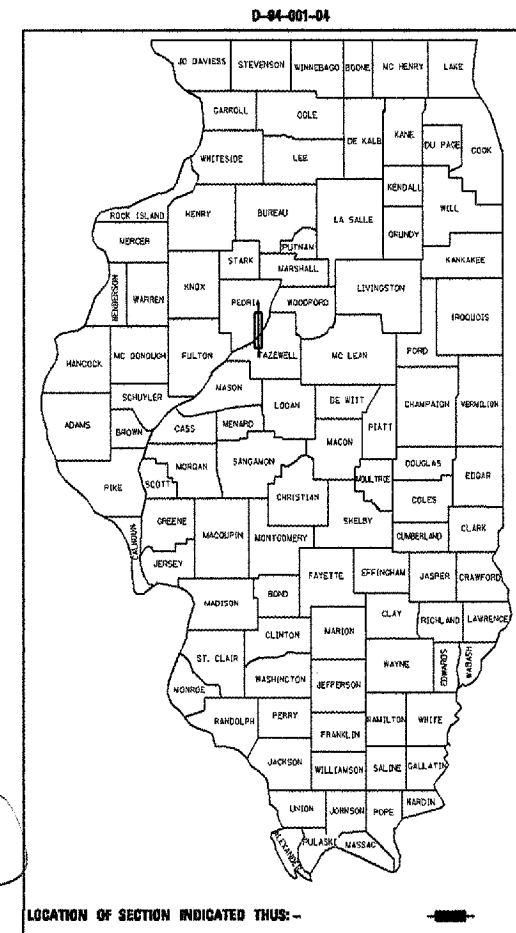 D-94-001-04
JO DAVIESS STEVENSON WINNEBAGO BOONE MC HENRY LAKE
CARROLL OGLE
DE KALB KANE DU PAGE COOK
WHITESIDE LEE
KENDALL WILL
ROCK ISLAND HENRY BUREAU LA SALLE GRUNDY
MERCER PUTNAM
STARK MARSHALL KANKAKEE
HENDERSON WARREN KNOX PEORIA WOODFORD LIVINGSTON IROQUOIS
HANCOCK MC DONOUGH FULTON TAZEWELL MC LEAN FORD
SCHUYLER MASON
ADAMS BROWN CASS MENARD LOGAN DE WITT PIATT CHAMPAIGN VERMILION
MACON
PIKE SCOTT MORGAN SANGAMON MOULTRIE DOUGLAS EDGAR
CHRISTIAN COLES
CALHOUN GREENE MACOUPIN MONTGOMERY SHELBY CUMBERLAND CLARK
JERSEY
FAYETTE EFFINGHAM JASPER CRAWFORD
MADISON BOND
CLAY RICHLAND LAWRENCE
CLINTON MARION
ST. CLAIR WAYNE EDWARDS WABASH
WASHINGTON JEFFERSON
MONROE
RANDOLPH PERRY HAMILTON WHITE
FRANKLIN
JACKSON WILLIAMSON SALINE GALLATIN
UNION JOHNSON POPE HARDIN
ALEXANDER PULASKI MASSAC
LOCATION OF SECTION INDICATED THUS: -